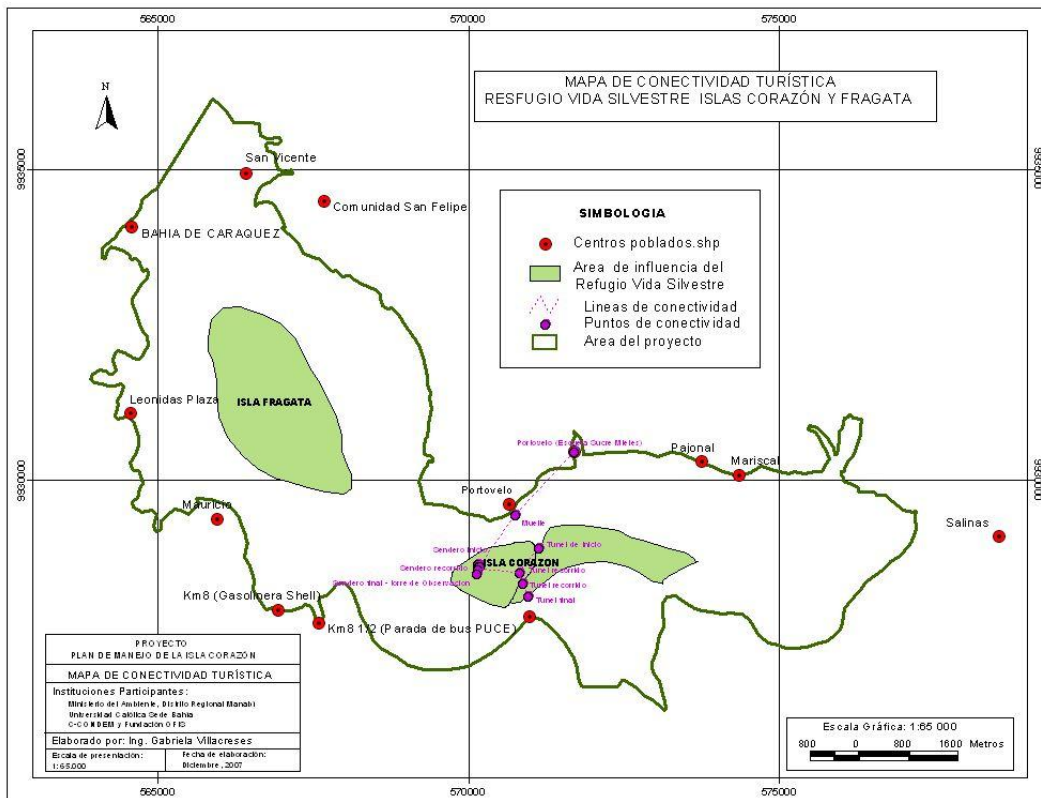 565000
570000
575000
N
MAPA DE CONECTIVIDAD TURÍSTICA
RESFUGIO VIDA SILVESTRE ISLAS CORAZÓN Y FRAGATA
9935000
9935000
San Vicente
Comunidad San Felipe
BAHIA DE CARAQUEZ
SIMBOLOGIA
Centros poblados.shp
Area de influencia del
Refugio Vida Silvestre
Lineas de conectividad
Puntos de conectividad
Area del proyecto
ISLA FRAGATA
Leonidas Plaza
Portovelo (Escuela Sucre Mieles)
Pajonal
Mariscal
9930000
9930000
Portovelo
Mauricio
Muelle
Salinas
Sendero inicio
Tunel de inicio
ISLA CORAZON
Sendero recorrido
Tunel recorrido
Sendero final - torre de Observacion
Tunel recorrido
Tunel final
Km8 (Gasolinera Shell)
Km8 1/2 (Parada de bus PUCE)
PROYECTO
PLAN DE MANEJO DE LA ISLA CORAZÓN
MAPA DE CONECTIVIDAD TURÍSTICA
Instituciones Participantes:
Ministerio del Ambiente, Distrito Regional Manabí
Universidad Católica Sede Bahía
C-CONDEM y Fundación OFIS
Elaborado por: Ing. Gabriela Villacreses
Escala de presentación:
1:65.000
Fecha de elaboración:
Diciembre, 2007
Escala Gráfica: 1:65 000
800 0 800 1600 Metros
565000
570000
575000